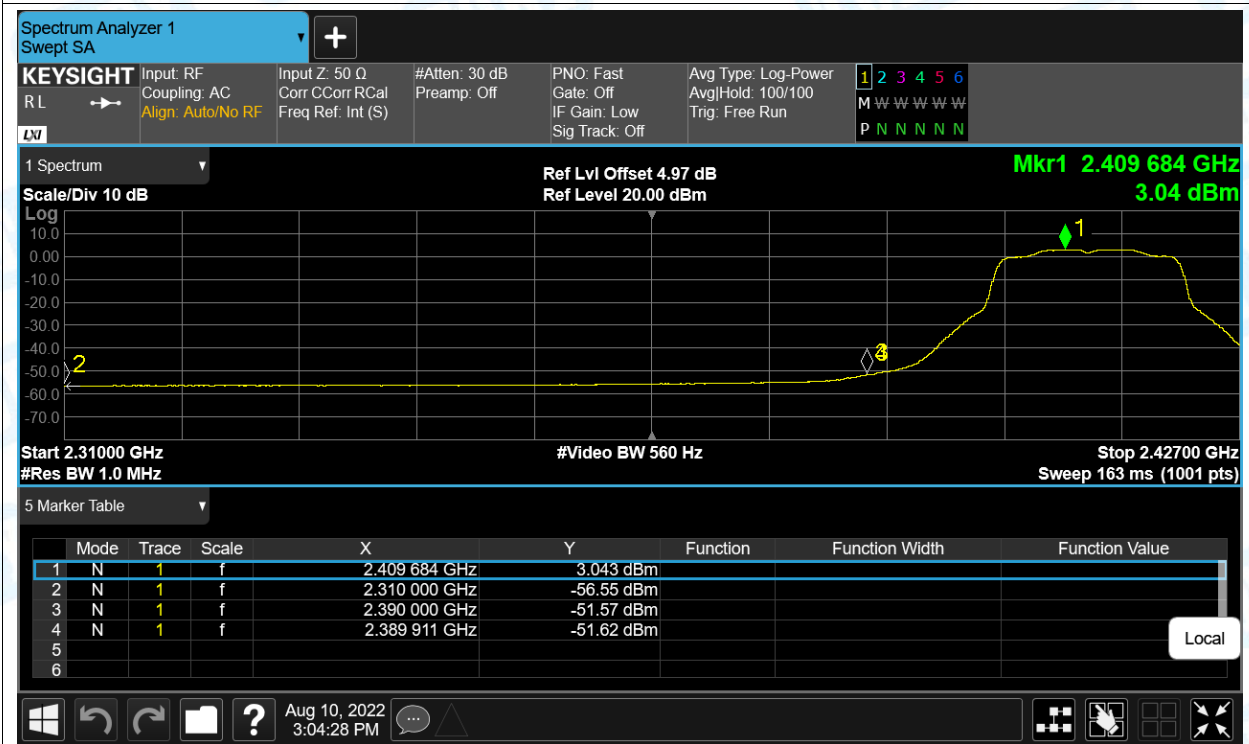 Spectrum Analyzer 1
Swept SA
+
KEYSIGHT Input: RF Input Z: 50 Ω #Atten: 30 dB PNO: Fast Avg Type: Log-Power 1 2 3 4 5 6
R L Coupling: AC Corr CCorr RCal Preamp: Off Gate: Off Avg|Hold: 100/100 M W W W W W W
Align: Auto/No RF Freq Ref: Int (S) IF Gain: Low Trig: Free Run
LXI Sig Track: Off P N N N N N
1 Spectrum Ref Lvl Offset 4.97 dB Mkr1 2.409 684 GHz
Scale/Div 10 dB Ref Level 20.00 dBm 3.04 dBm
Log
10.0 1
0.00
-10.0
-20.0
-30.0
-40.0
-50.0 2
-60.0
-70.0
Start 2.31000 GHz #Video BW 560 Hz Stop 2.42700 GHz
#Res BW 1.0 MHz Sweep 163 ms (1001 pts)
5 Marker Table
Mode Trace Scale X Y Function Function Width Function Value
1 N 1 f 2.409 684 GHz 3.043 dBm
2 N 1 f 2.310 000 GHz -56.55 dBm
3 N 1 f 2.390 000 GHz -51.57 dBm
4 N 1 f 2.389 911 GHz -51.62 dBm
5
6
Local
? Aug 10, 2022
3:04:28 PM